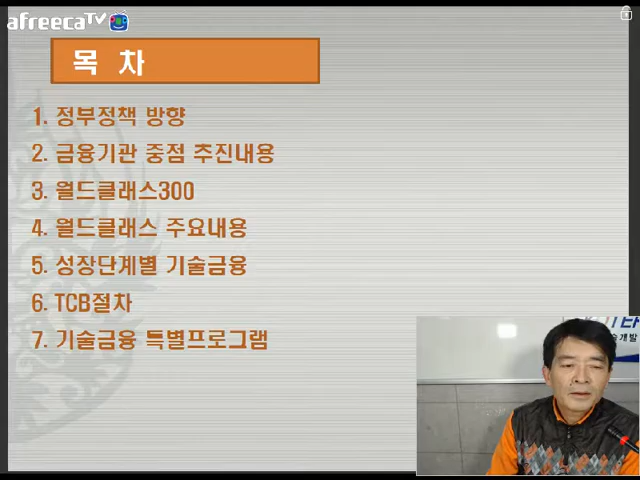 afreecaTV
목 차
1. 정부정책 방향
2. 금융기관 중점 추진내용
3. 월드클래스300
4. 월드클래스 주요내용
5. 성장단계별 기술금융
6. TCB절차
7. 기술금융 특별프로그램